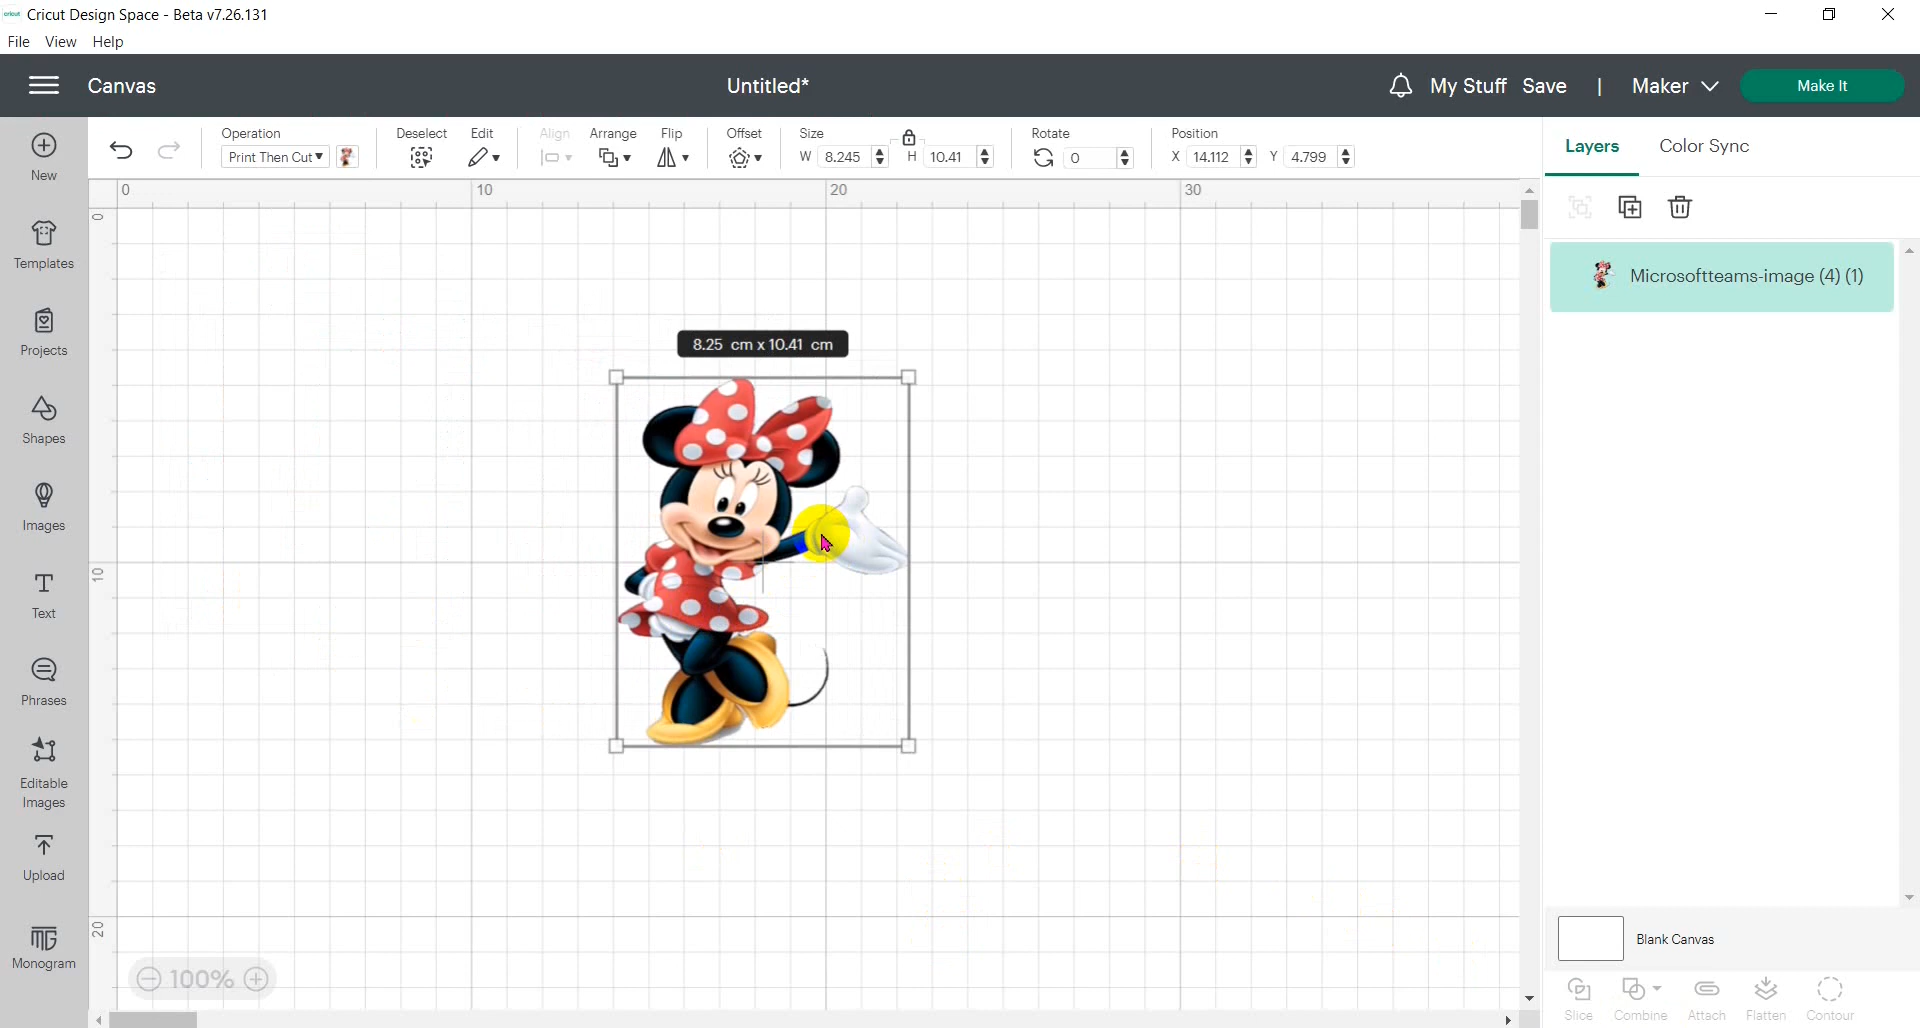 cricut Cricut Design Space - Beta v7.26.131
File View Help
Canvas Untitled* My Stuff Save | Maker Make It
New
Templates
Projects
Shapes
Images
Text
Phrases
Editable
Images
Upload
Monogram
Operation Deselect Edit Align Arrange Flip Offset Size Rotate Position
Print Then Cut W 8.245 H 10.41 0 X 14.112 Y 4.799
0 10 20 30
0
10
20
8.25 cm x 10.41 cm
100%
Layers Color Sync
Microsoftteams-image (4) (1)
Blank Canvas
Slice Combine Attach Flatten Contour